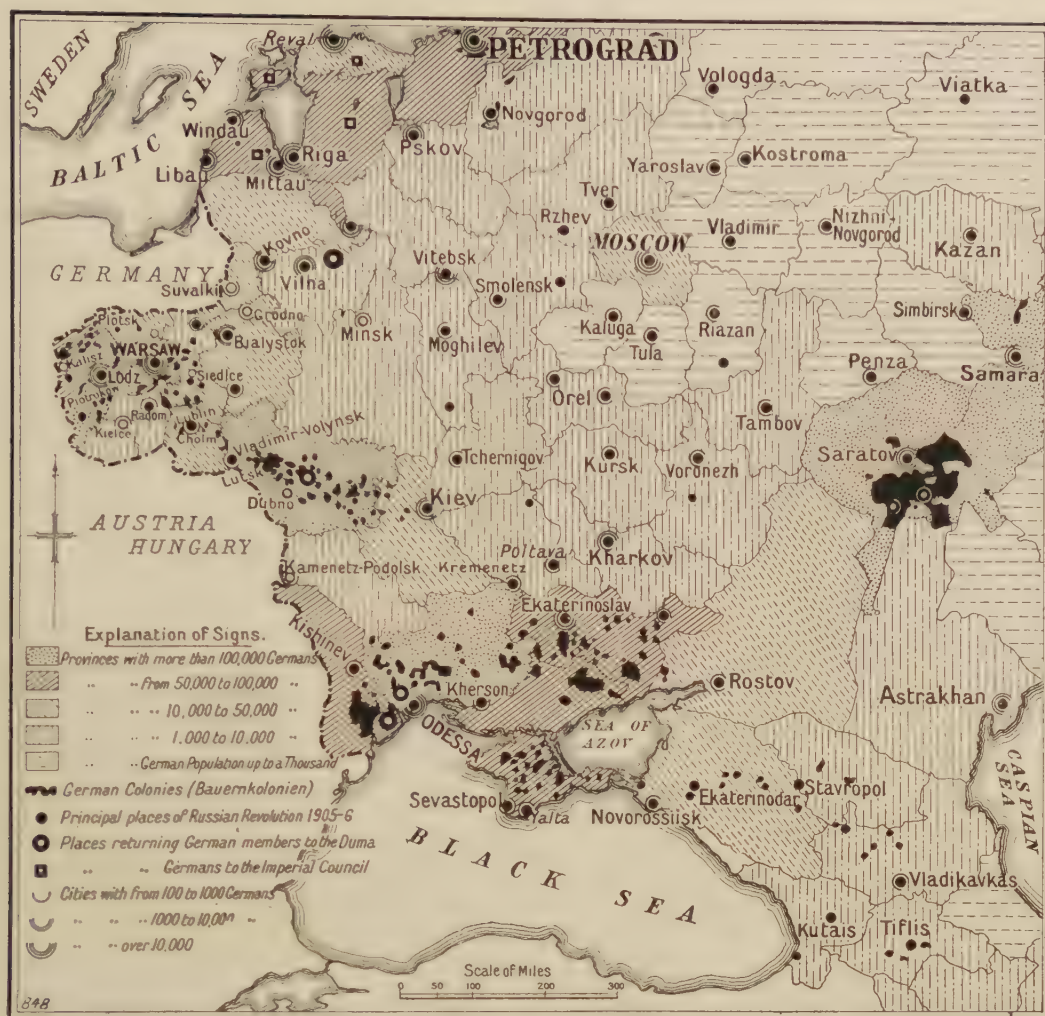 SWEDEN
BALTIC SEA
Reval
PETROGRAD
Vologda
Viatka
Windau
Novgorod
Pskov
Riga
Libau
Mittau
Yaroslav
Kostroma
Tver
Rzhev
MOSCOW
Vladimir
Nizhni-
Novgorod
Kazan
Kovno
Vilna
Vitebsk
GERMANY
Suvalki
Smolensk
Grodno
Minsk
Moghilev
Kaluga
Tula
Riazan
Simbirsk
Plotsk
Bjalystok
WARSAW
Kalisz
Lodz
Siedlce
Penza
Samara
Piotrukow
Radom
Lublin
Kielce
Cholm
Orel
Tambov
Vladimir-Volynsk
Tchernigov
Kursk
Voronezh
Saratov
Dubno
Kiev
AUSTRIA
HUNGARY
Kharkov
Poltava
Kamenetz-Podolsk
Kremenetz
Ekaterinoslav
Kishinev
Kherson
Rostov
Astrakhan
ODESSA
SEA OF
AZOV
CASPIAN
SEA
Sevastopol
Yalta
Novorossiisk
Ekaterinodar
Stavropol
BLACK SEA
Vladikavkas
Kutais
Tiflis
Explanation of Signs.
Provinces with more than 100,000 Germans
" " from 50,000 to 100,000 "
" " " 10,000 to 50,000 "
" " " 1,000 to 10,000 "
" " German Population up to a Thousand
German Colonies (Bauernkolonien)
Principal places of Russian Revolution 1905-6
Places returning German members to the Duma
" " Germans to the Imperial Council
Cities with from 100 to 1000 Germans
" " " 1000 to 10,000 "
" " over 10,000
Scale of Miles
0 50 100 200 300
848